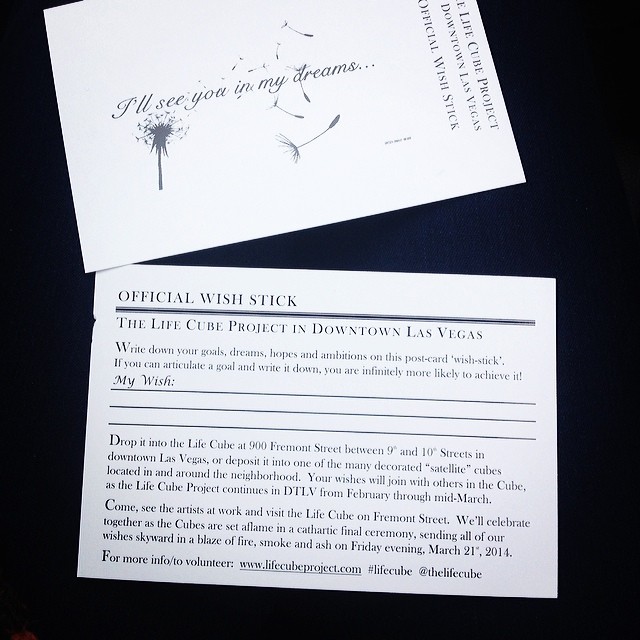 I'll see you in my dreams...
THE LIFE CUBE PROJECT
DOWNTOWN LAS VEGAS
OFFICIAL WISH STICK
OFFICIAL WISH STICK
THE LIFE CUBE PROJECT IN DOWNTOWN LAS VEGAS
Write down your goals, dreams, hopes and ambitions on this post-card 'wish-stick'.
If you can articulate a goal and write it down, you are infinitely more likely to achieve it!
My Wish:
Drop it into the Life Cube at 900 Fremont Street between 9th and 10th Streets in
downtown Las Vegas, or deposit it into one of the many decorated “satellite” cubes
located in and around the neighborhood. Your wishes will join with others in the Cube,
as the Life Cube Project continues in DTLV from February through mid-March.
Come, see the artists at work and visit the Life Cube on Fremont Street. We'll celebrate
together as the Cubes are set aflame in a cathartic final ceremony, sending all of our
wishes skyward in a blaze of fire, smoke and ash on Friday evening, March 21st, 2014.
For more info/to volunteer: www.lifecubeproject.com #lifecube @thelifecube